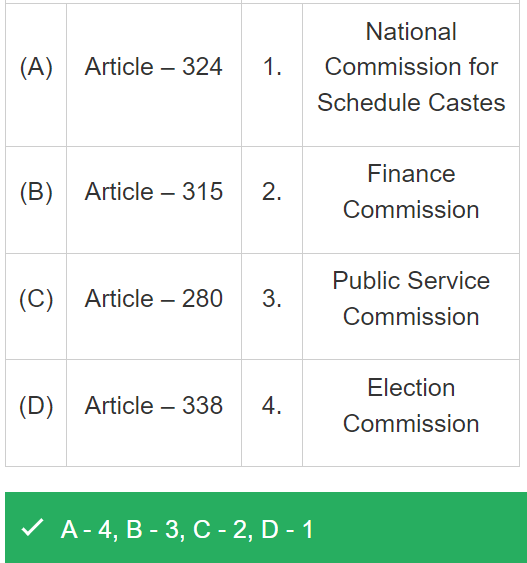 (A) Article – 324 1. National
Commission for
Schedule Castes
(B) Article – 315 2. Finance
Commission
(C) Article – 280 3. Public Service
Commission
(D) Article – 338 4. Election
Commission
A - 4, B - 3, C - 2, D - 1